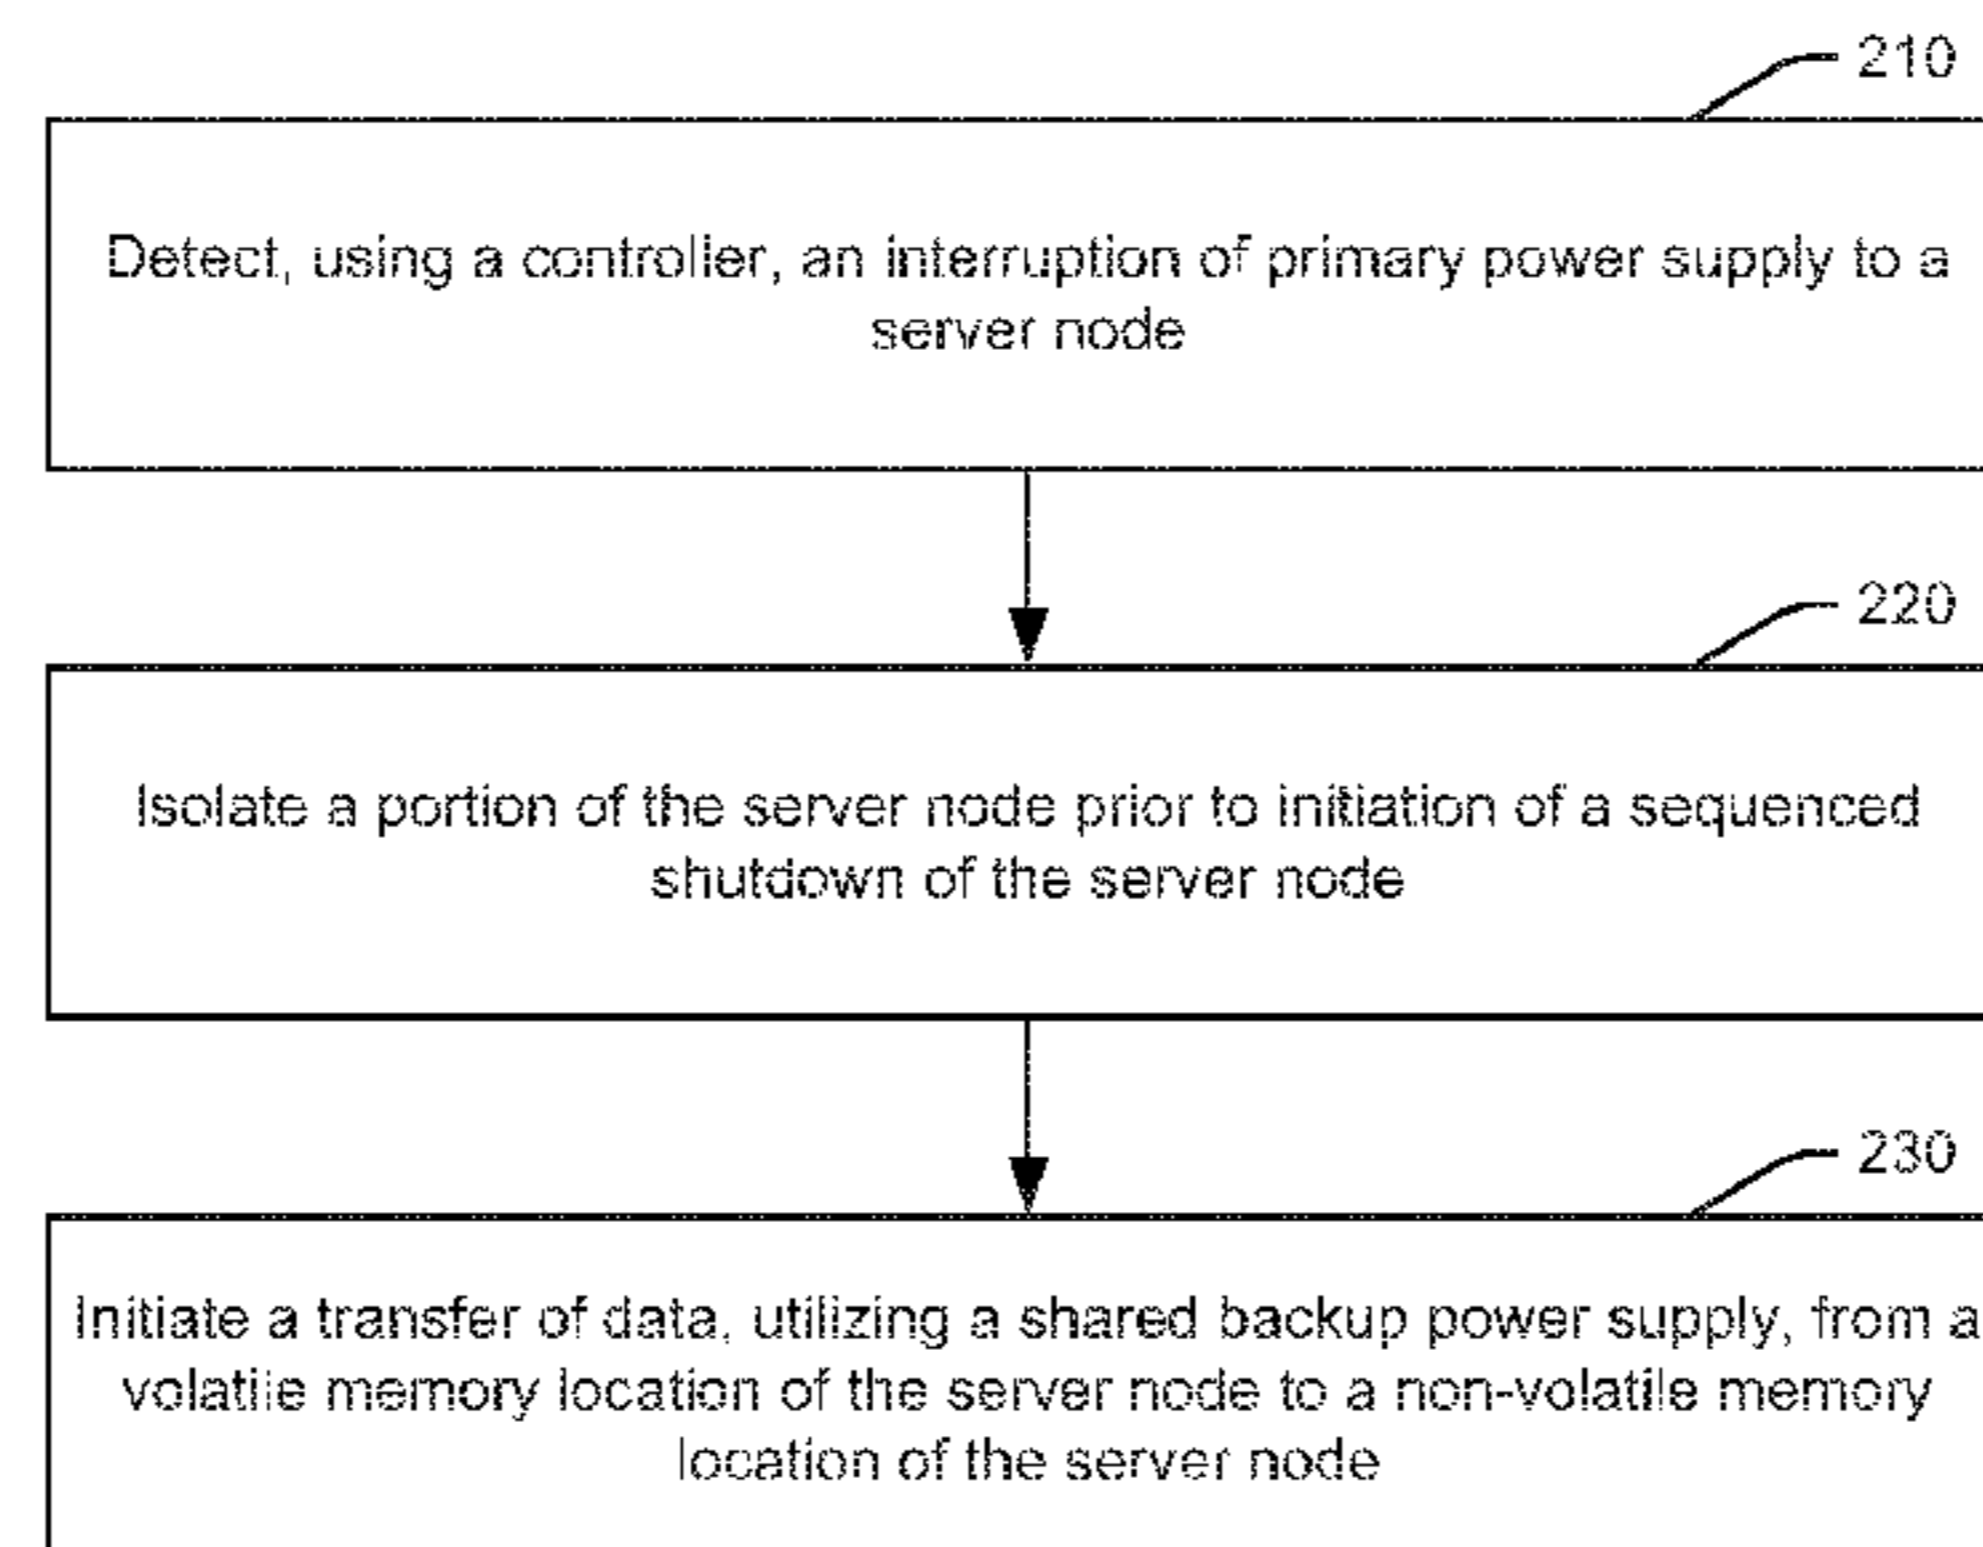 210
Detect, using a controller, an interruption of primary power supply to a
server node
220
Isolate a portion of the server node prior to initiation of a sequenced
shutdown of the server node
230
Initiate a transfer of data, utilizing a shared backup power supply, from a
volatile memory location of the server node to a non-volatile memory
location of the server node